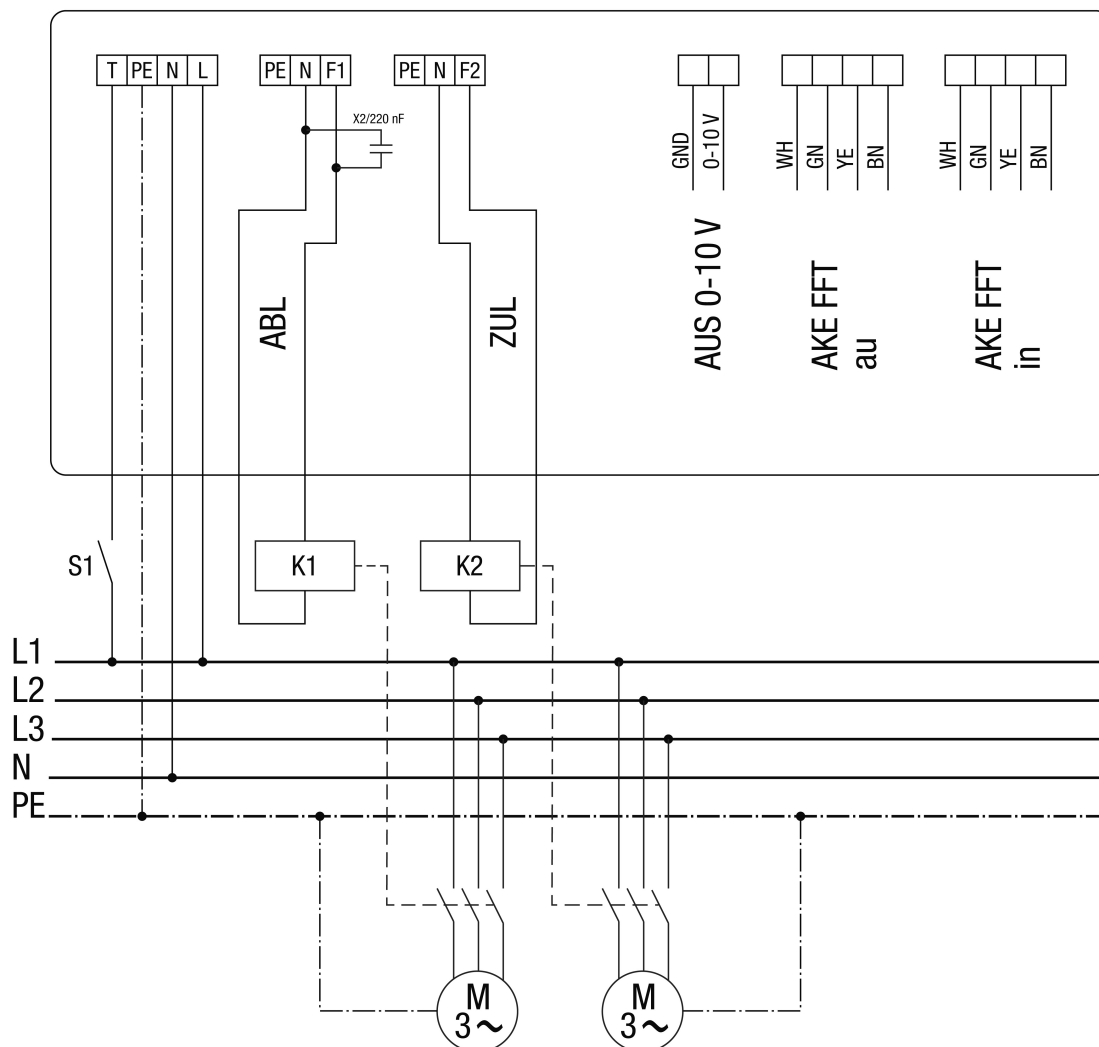 T PE N L
PE N F1
PE N F2
X2/220 nF
GND
0-10 V
WH
GN
YE
BN
WH
GN
YE
BN
ABL
ZUL
AUS 0-10 V
AKE FFT
au
AKE FFT
in
S1
K1
K2
L1
L2
L3
N
PE
M
3~
M
3~